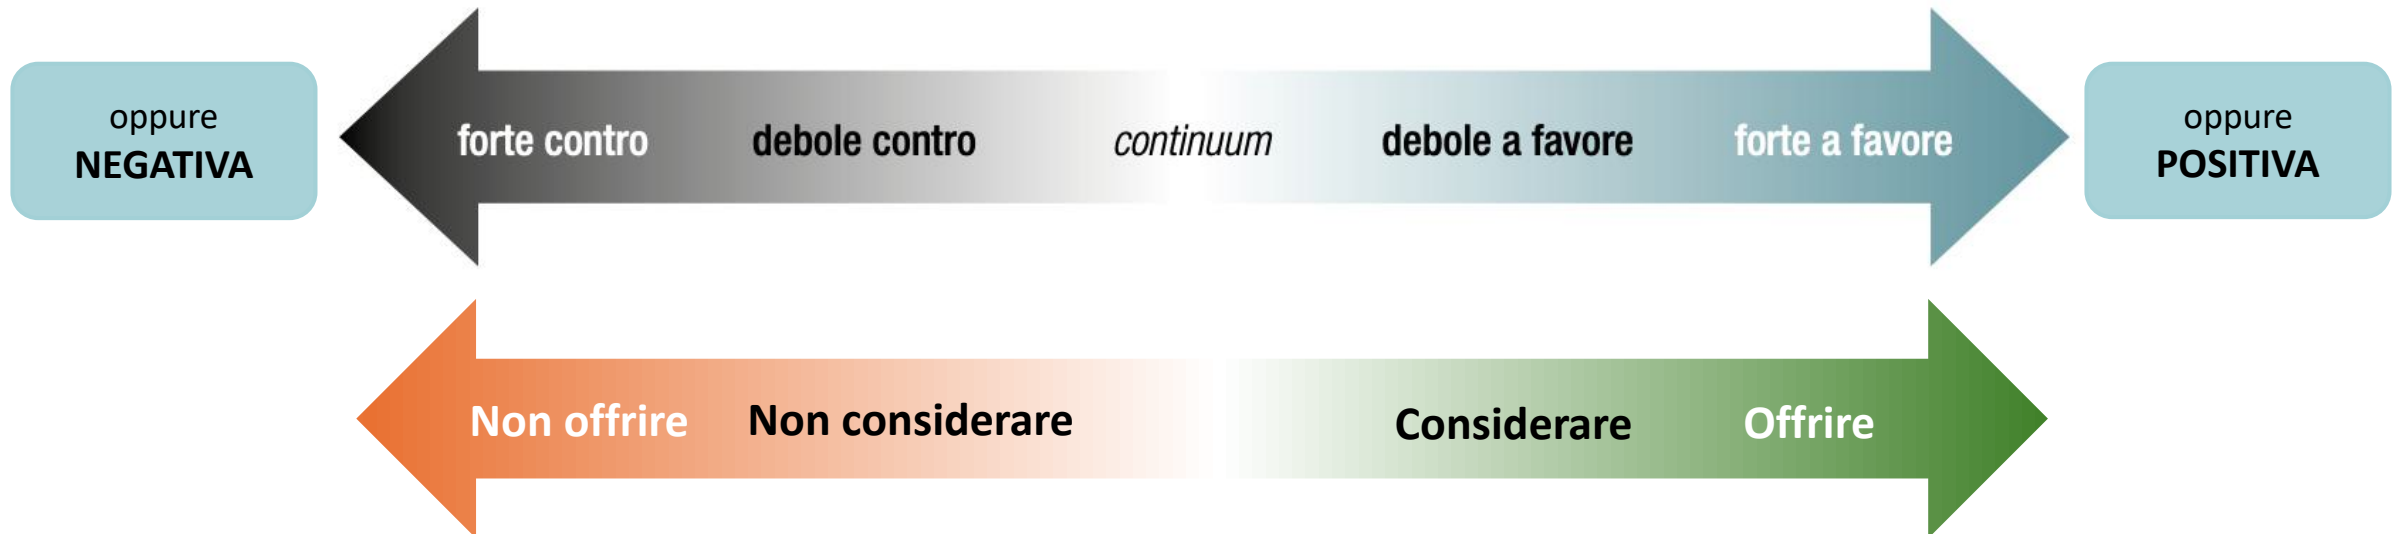 oppure
NEGATIVA
forte contro debole contro continuum debole a favore forte a favore
oppure
POSITIVA
Non offrire Non considerare Considerare Offrire